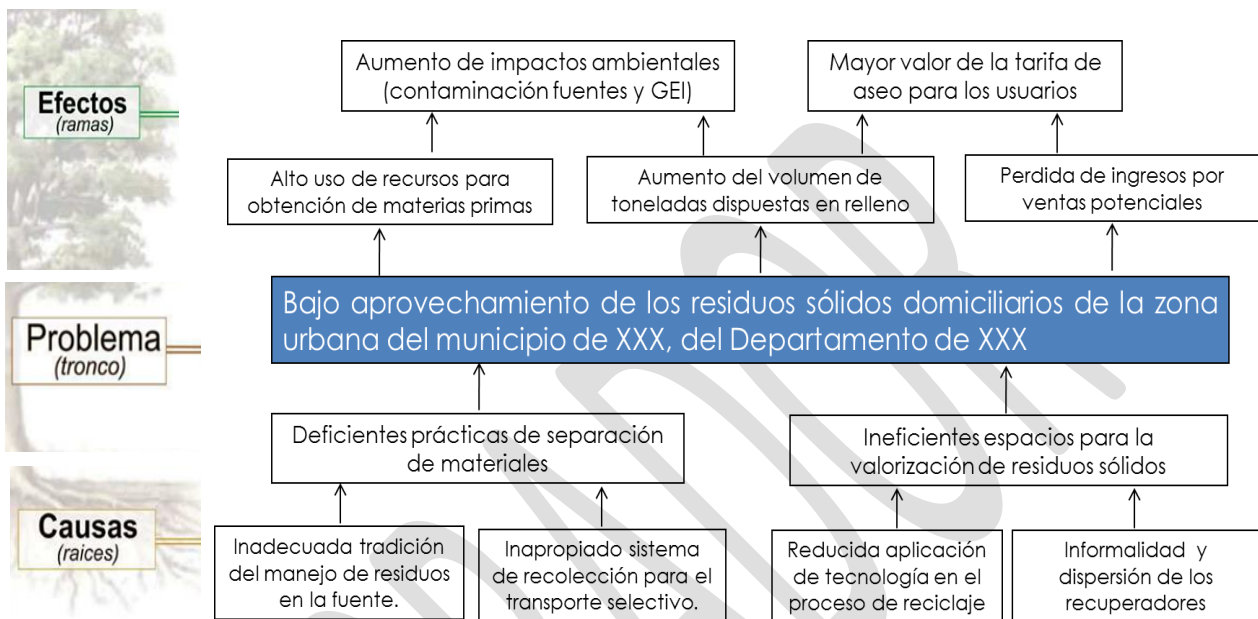 Efectos
(ramas)
Aumento de impactos ambientales
(contaminación fuentes y GEI)
Mayor valor de la tarifa de
aseo para los usuarios
Alto uso de recursos para
obtención de materias primas
Aumento del volumen de
toneladas dispuestas en relleno
Perdida de ingresos por
ventas potenciales
Problema
(tronco)
Bajo aprovechamiento de los residuos sólidos domiciliarios de la zona
urbana del municipio de XXX, del Departamento de XXX
Deficientes prácticas de separación
de materiales
Ineficientes espacios para la
valorización de residuos sólidos
Causas
(raices)
Inadecuada tradición
del manejo de residuos
en la fuente.
Inapropiado sistema
de recolección para el
transporte selectivo.
Reducida aplicación
de tecnología en el
proceso de reciclaje
Informalidad y
dispersión de los
recuperadores